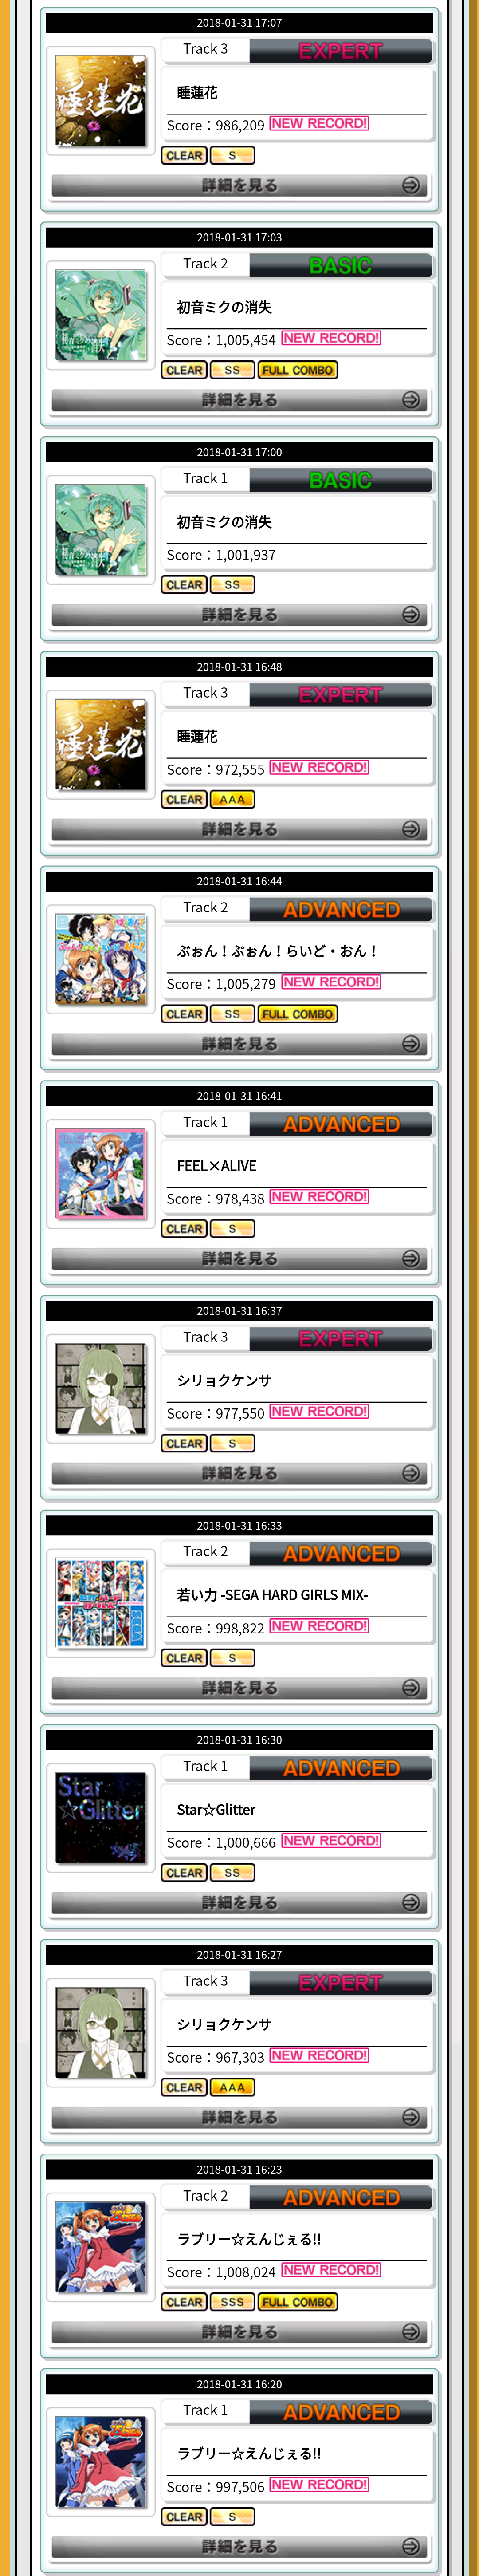 2018-01-31 17:07
Track 3 EXPERT
睡蓮花
睡蓮花
Score：986,209 NEW RECORD!
CLEAR S
詳細を見る
2018-01-31 17:03
Track 2 BASIC
初音ミクの消失
Score：1,005,454 NEW RECORD!
CLEAR SS FULL COMBO
詳細を見る
2018-01-31 17:00
Track 1 BASIC
初音ミクの消失
Score：1,001,937
CLEAR SS
詳細を見る
2018-01-31 16:48
Track 3 EXPERT
睡蓮花
睡蓮花
Score：972,555 NEW RECORD!
CLEAR AAA
詳細を見る
2018-01-31 16:44
Track 2 ADVANCED
ぶぉん！ぶぉん！らいど・おん！
Score：1,005,279 NEW RECORD!
CLEAR SS FULL COMBO
詳細を見る
2018-01-31 16:41
Track 1 ADVANCED
FEEL×ALIVE
Score：978,438 NEW RECORD!
CLEAR S
詳細を見る
2018-01-31 16:37
Track 3 EXPERT
シリョクケンサ
Score：977,550 NEW RECORD!
CLEAR S
詳細を見る
2018-01-31 16:33
Track 2 ADVANCED
若い力 -SEGA HARD GIRLS MIX-
Score：998,822 NEW RECORD!
CLEAR S
詳細を見る
2018-01-31 16:30
Track 1 ADVANCED
Star
☆Glitter
Star☆Glitter
Score：1,000,666 NEW RECORD!
CLEAR SS
詳細を見る
2018-01-31 16:27
Track 3 EXPERT
シリョクケンサ
Score：967,303 NEW RECORD!
CLEAR AAA
詳細を見る
2018-01-31 16:23
Track 2 ADVANCED
ラブリー☆えんじぇる!!
Score：1,008,024 NEW RECORD!
CLEAR SSS FULL COMBO
詳細を見る
2018-01-31 16:20
Track 1 ADVANCED
ラブリー☆えんじぇる!!
Score：997,506 NEW RECORD!
CLEAR S
詳細を見る